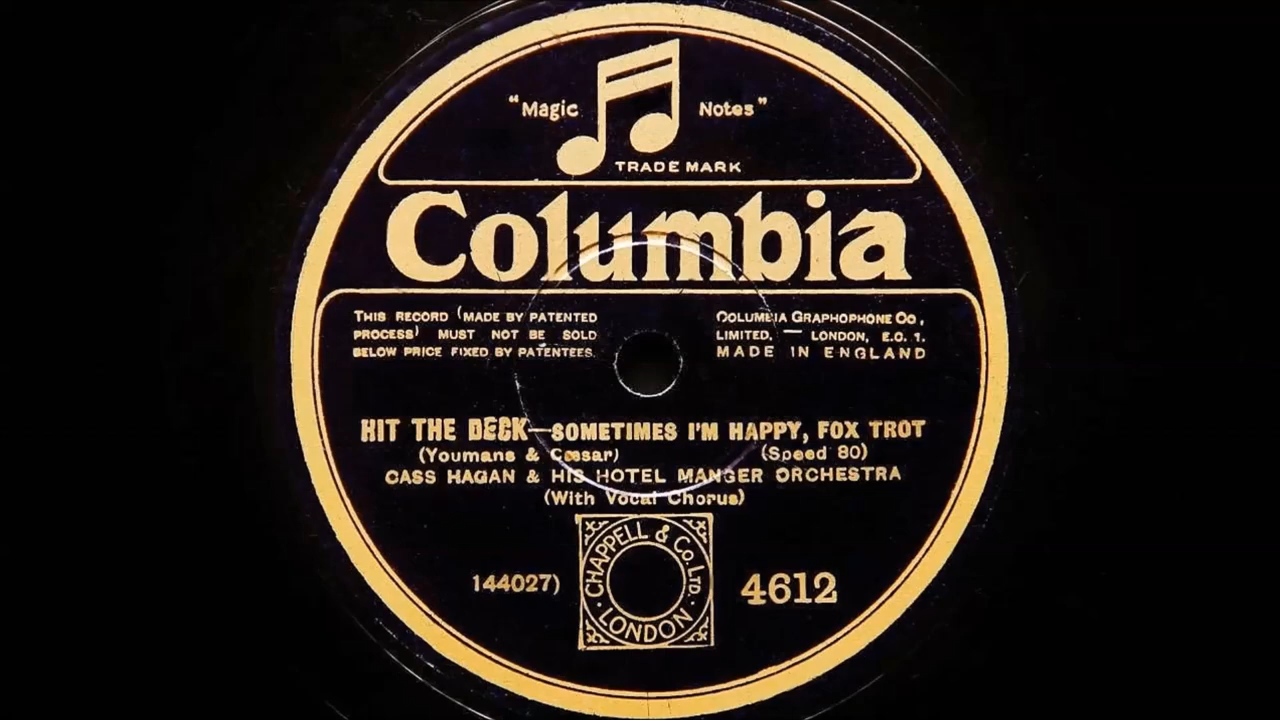 "Magic Notes"
TRADE MARK
Columbia
THIS RECORD (MADE BY PATENTED
PROCESS) MUST NOT BE SOLD
BELOW PRICE FIXED BY PATENTEES.
COLUMBIA GRAPHOPHONE CO.,
LIMITED, — LONDON, E.C. 1.
MADE IN ENGLAND
HIT THE DECK—SOMETIMES I'M HAPPY, FOX TROT
(Youmans & Cæsar) (Speed 80)
CASS HAGAN & HIS HOTEL MANGER ORCHESTRA
(With Vocal Chorus)
CHAPPELL & Co. LTD.
· LONDON ·
144027)
4612